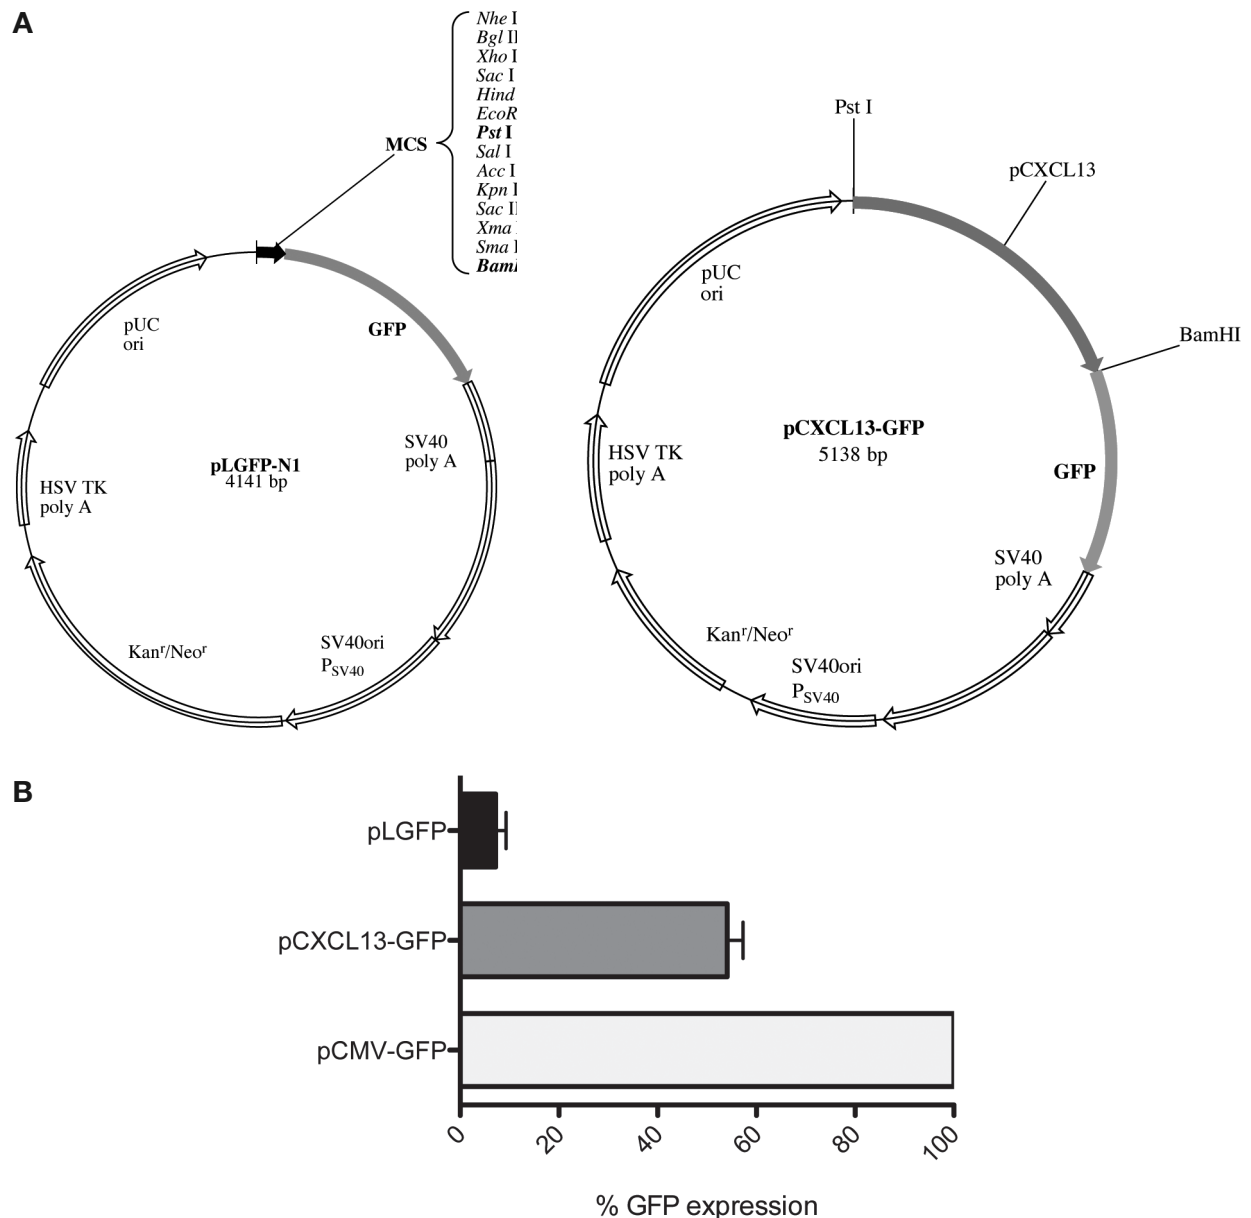 A
Nhe I
Bgl II
Xho I
Sac I
Hind
EcoR
Pst I
Sal I
Acc I
Kpn I
Sac II
Xma
Sma I
BamI
MCS
pUC
ori
GFP
SV40
poly A
pLGFP-N1
4141 bp
HSV TK
poly A
Kanʳ/Neoʳ
SV40ori
PSV40
Pst I
pCXCL13
BamHI
pUC
ori
pCXCL13-GFP
5138 bp
HSV TK
poly A
GFP
SV40
poly A
Kanʳ/Neoʳ
SV40ori
PSV40
B
pLGFP
pCXCL13-GFP
pCMV-GFP
0 20 40 60 80 100
% GFP expression